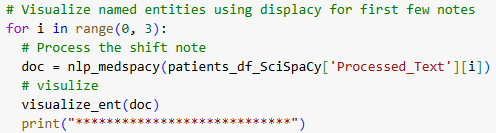 # Visualize named entities using displacy for first few notes
for i in range(0, 3):
  # Process the shift note
  doc = nlp_medspacy(patients_df_SciSpaCy['Processed_Text'][i])
  # visulize
  visualize_ent(doc)
  print("****************************")